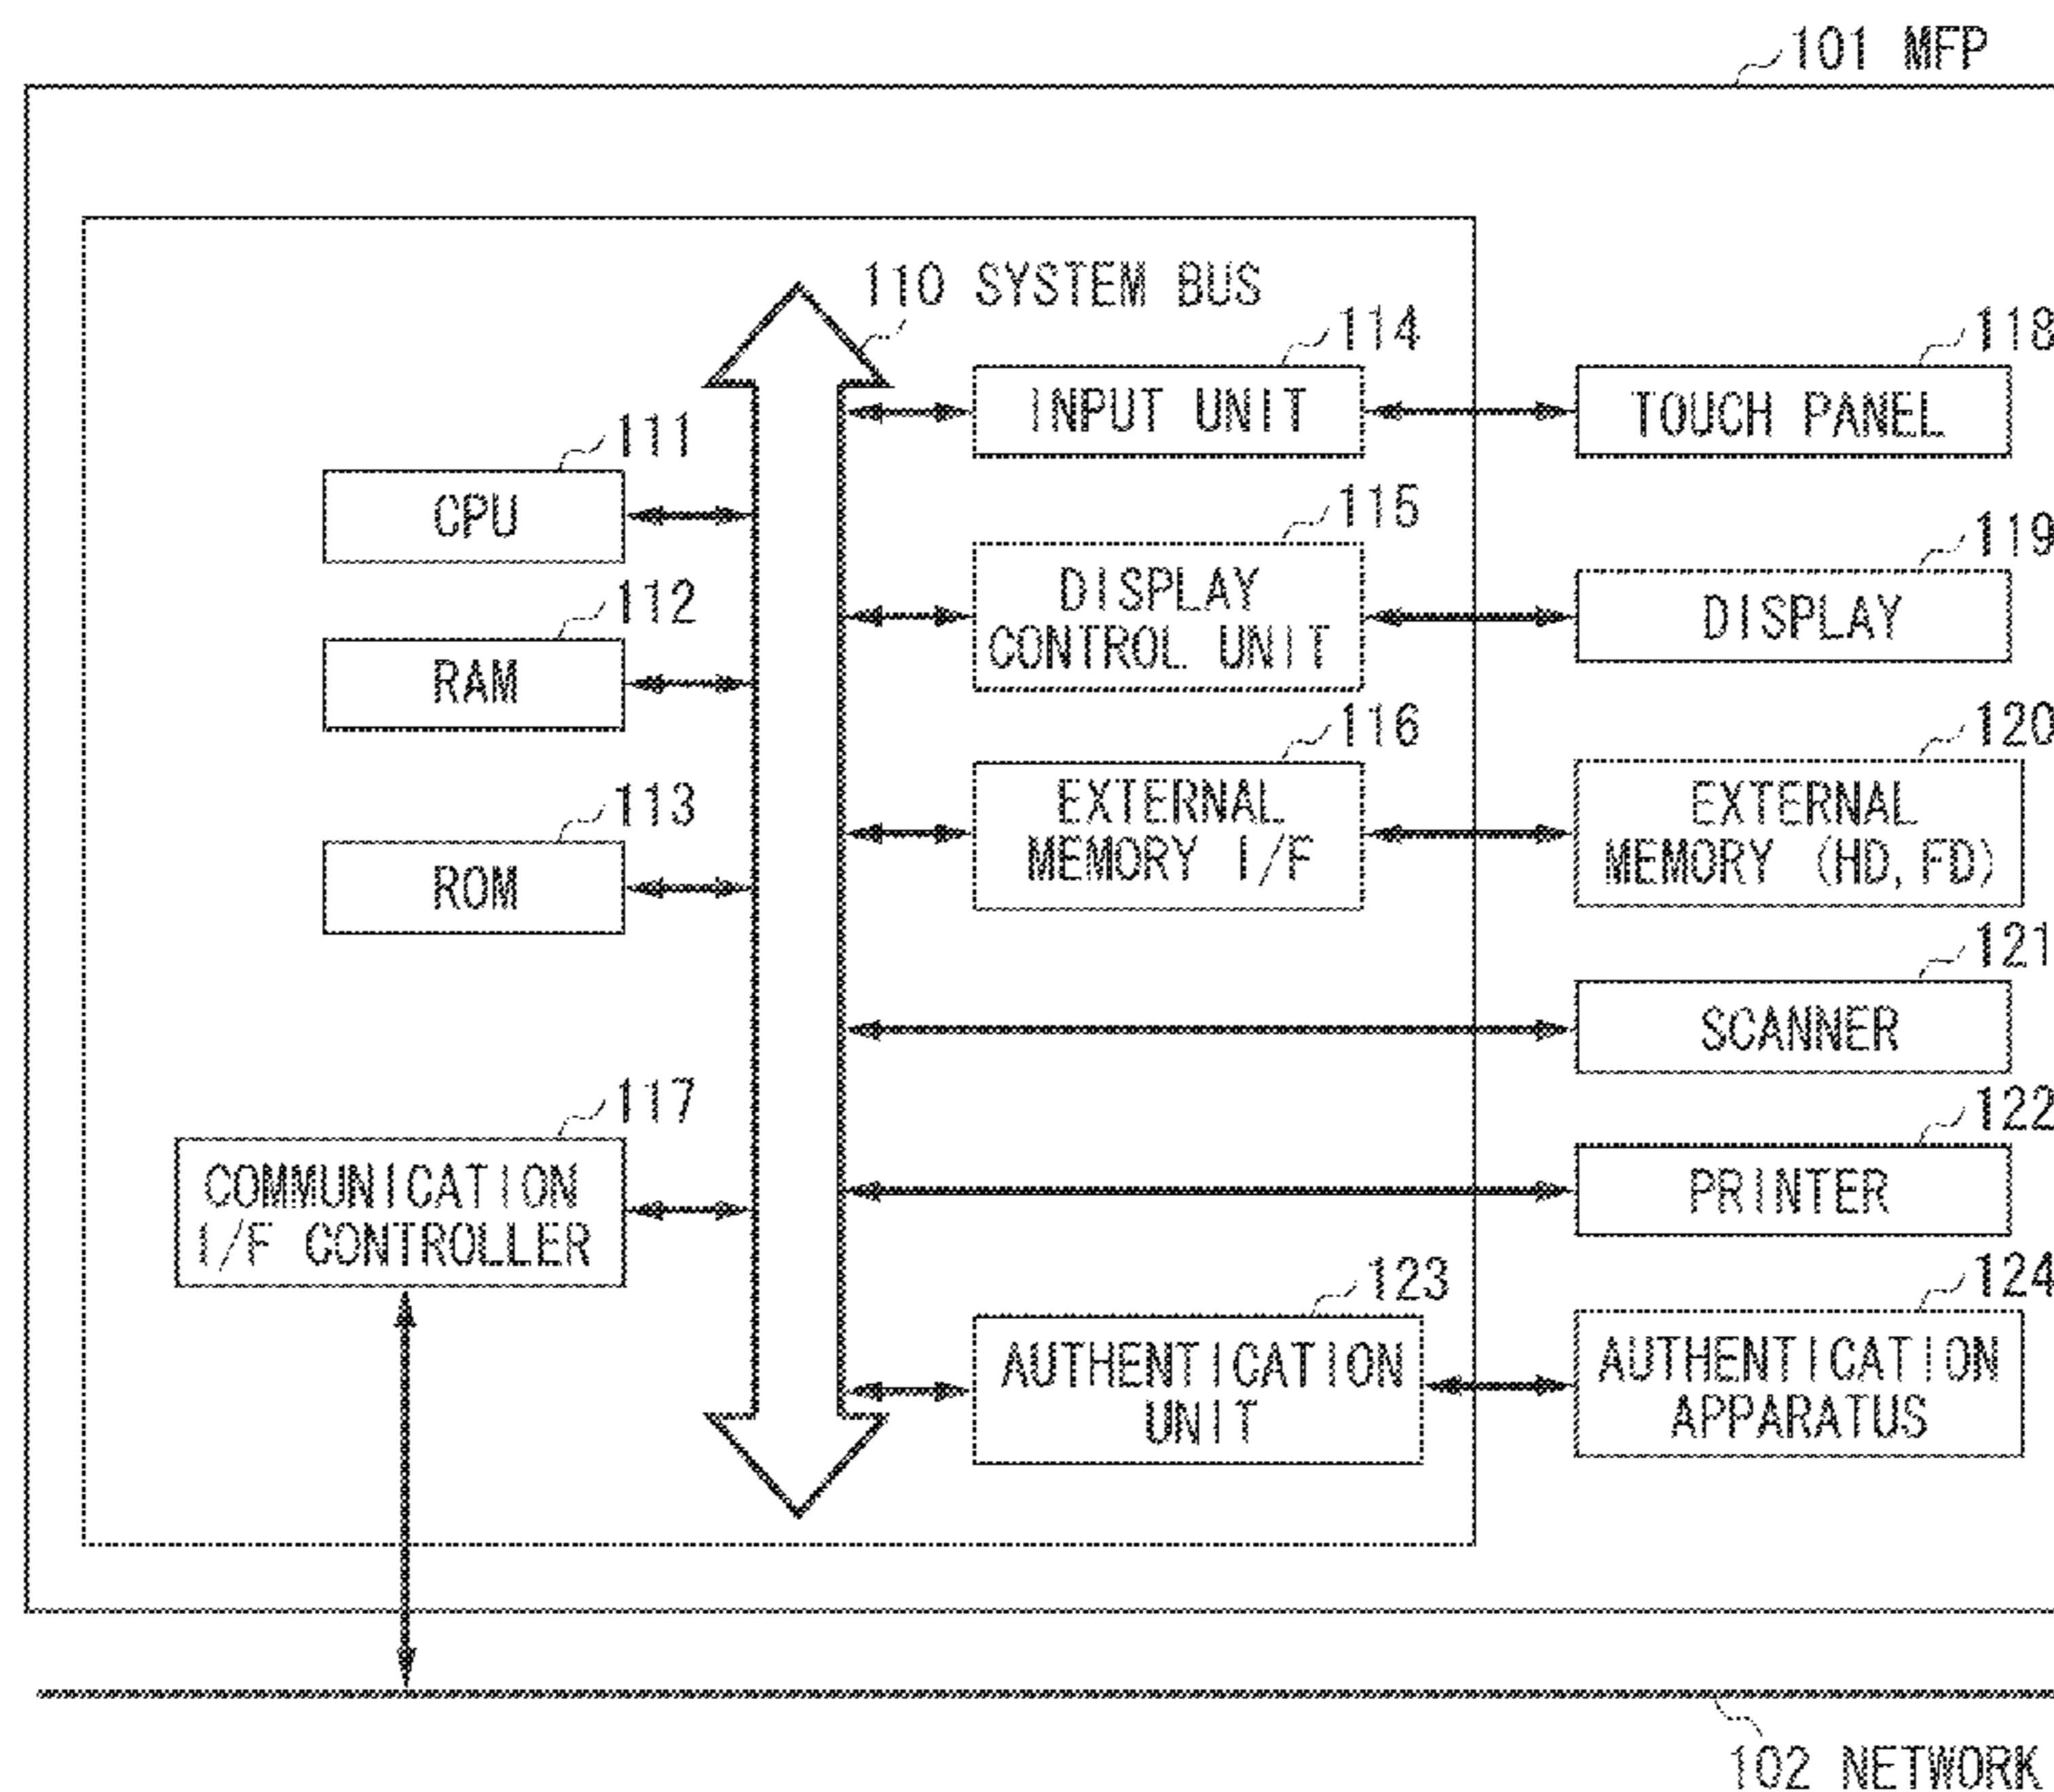 101 MFP
110 SYSTEM BUS
114
INPUT UNIT
118
TOUCH PANEL
111
CPU
115
DISPLAY
CONTROL UNIT
119
DISPLAY
112
RAM
116
EXTERNAL
MEMORY I/F
120
EXTERNAL
MEMORY (HD, FD)
113
ROM
121
SCANNER
117
COMMUNICATION
I/F CONTROLLER
122
PRINTER
123
AUTHENTICATION
UNIT
124
AUTHENTICATION
APPARATUS
102 NETWORK